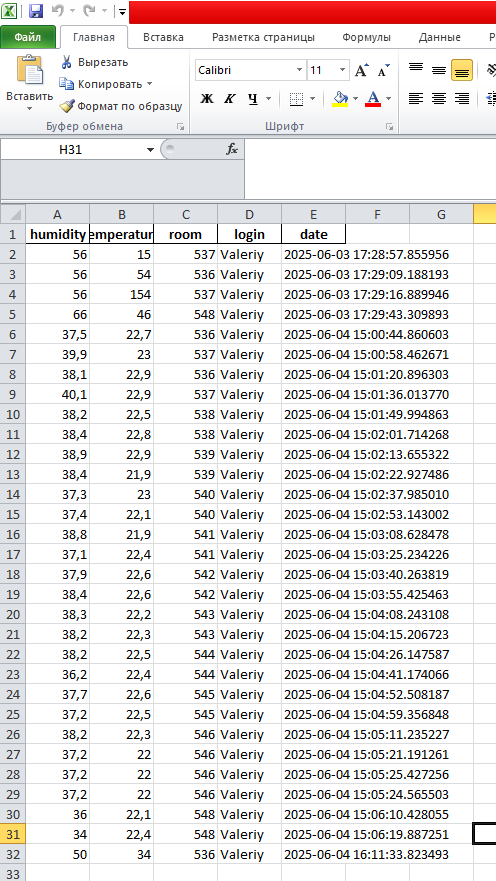 Файл Главная Вставка Разметка страницы Формулы Данные Р
Вставить
Вырезать
Копировать
Формат по образцу
Буфер обмена
Calibri 11 A A
Ж К Ч А
Шрифт
H31 fx
A B C D E F G
1 humidity emperatur room login date
2 56 15 537 Valeriy 2025-06-03 17:28:57.855956
3 56 54 536 Valeriy 2025-06-03 17:29:09.188193
4 56 154 537 Valeriy 2025-06-03 17:29:16.889946
5 66 46 548 Valeriy 2025-06-03 17:29:43.309893
6 37,5 22,7 536 Valeriy 2025-06-04 15:00:44.860603
7 39,9 23 537 Valeriy 2025-06-04 15:00:58.462671
8 38,1 22,9 536 Valeriy 2025-06-04 15:01:20.896303
9 40,1 22,9 537 Valeriy 2025-06-04 15:01:36.013770
10 38,2 22,5 538 Valeriy 2025-06-04 15:01:49.994863
11 38,4 22,8 538 Valeriy 2025-06-04 15:02:01.714268
12 38,9 22,9 539 Valeriy 2025-06-04 15:02:13.655322
13 38,4 21,9 539 Valeriy 2025-06-04 15:02:22.927486
14 37,3 23 540 Valeriy 2025-06-04 15:02:37.985010
15 37,4 22,1 540 Valeriy 2025-06-04 15:02:53.143002
16 38,8 21,9 541 Valeriy 2025-06-04 15:03:08.628478
17 37,1 22,4 541 Valeriy 2025-06-04 15:03:25.234226
18 37,9 22,6 542 Valeriy 2025-06-04 15:03:40.263819
19 38,4 22,6 542 Valeriy 2025-06-04 15:03:55.425463
20 38,3 22,2 543 Valeriy 2025-06-04 15:04:08.243108
21 38,2 22,3 543 Valeriy 2025-06-04 15:04:15.206723
22 38,2 22,5 544 Valeriy 2025-06-04 15:04:26.147587
23 36,2 22,4 544 Valeriy 2025-06-04 15:04:41.174066
24 37,7 22,6 545 Valeriy 2025-06-04 15:04:52.508187
25 37,2 22,5 545 Valeriy 2025-06-04 15:04:59.356848
26 38,2 22,3 546 Valeriy 2025-06-04 15:05:11.235227
27 37,2 22 546 Valeriy 2025-06-04 15:05:21.191261
28 37,2 22 546 Valeriy 2025-06-04 15:05:25.427256
29 37,2 22 546 Valeriy 2025-06-04 15:05:24.565503
30 36 22,1 548 Valeriy 2025-06-04 15:06:10.428055
31 34 22,4 548 Valeriy 2025-06-04 15:06:19.887251
32 50 34 536 Valeriy 2025-06-04 16:11:33.823493
33